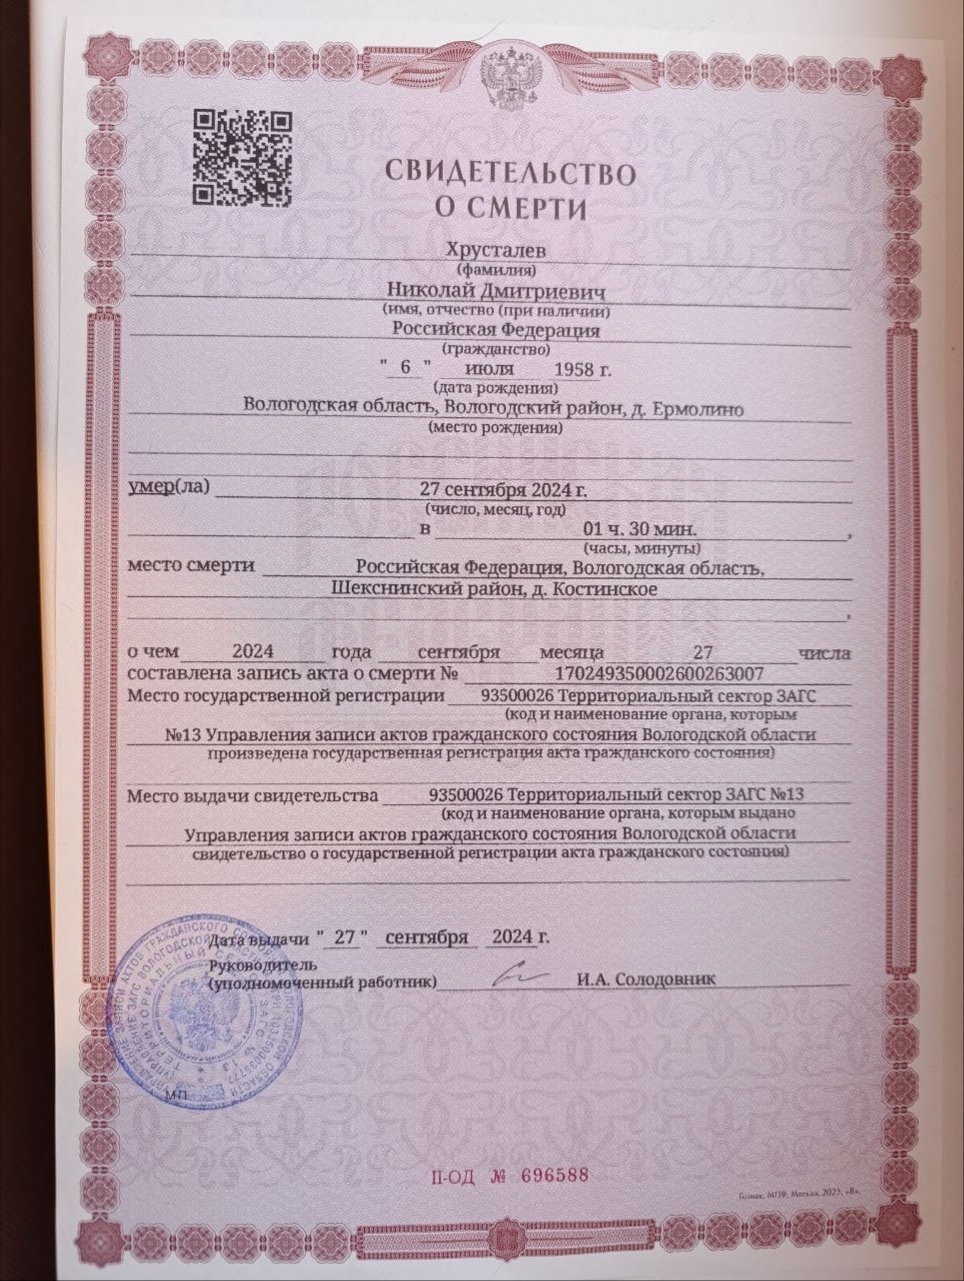 СВИДЕТЕЛЬСТВО
О СМЕРТИ
Хрусталев
(фамилия)
Николай Дмитриевич
(имя, отчество (при наличии)
Российская Федерация
(гражданство)
" 6 " июля 1958 г.
(дата рождения)
Вологодская область, Вологодский район, д. Ермолино
(место рождения)
умер(ла) 27 сентября 2024 г.
(число, месяц, год)
в 01 ч. 30 мин.,
(часы, минуты)
место смерти Российская Федерация, Вологодская область,
Шекснинский район, д. Костинское
,
о чем 2024 года сентября месяца 27 числа
составлена запись акта о смерти № 170249350002600263007
Место государственной регистрации 93500026 Территориальный сектор ЗАГС
(код и наименование органа, которым
№13 Управления записи актов гражданского состояния Вологодской области
произведена государственная регистрация акта гражданского состояния)
Место выдачи свидетельства 93500026 Территориальный сектор ЗАГС №13
(код и наименование органа, которым выдано
Управления записи актов гражданского состояния Вологодской области
свидетельство о государственной регистрации акта гражданского состояния)
Дата выдачи " 27 " сентября 2024 г.
Руководитель
(уполномоченный работник) И.А. Солодовник
МП
II-ОД № 696588
Гознак, МПФ, Москва, 2023, «В».